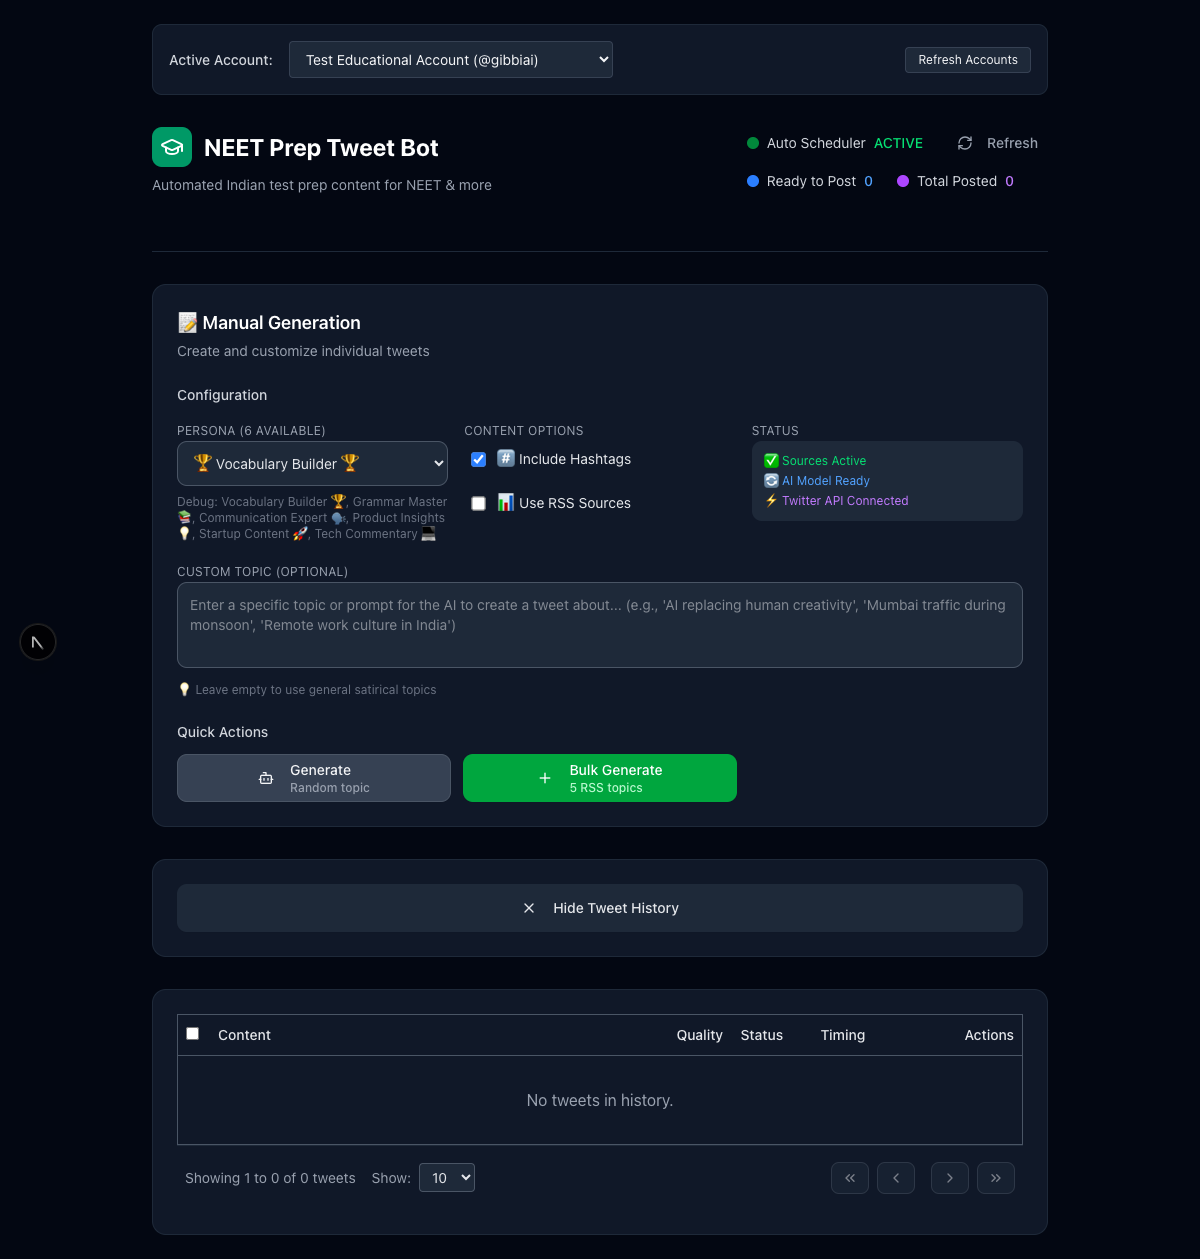 Active Account: Test Educational Account (@gibbiai) Refresh Accounts
NEET Prep Tweet Bot
Automated Indian test prep content for NEET & more
Auto Scheduler ACTIVE Refresh
Ready to Post 0 Total Posted 0
📝 Manual Generation
Create and customize individual tweets
Configuration
PERSONA (6 AVAILABLE)
🏆 Vocabulary Builder 🏆
Debug: Vocabulary Builder 🏆, Grammar Master
📚, Communication Expert 🗣️, Product Insights
💡, Startup Content 🚀, Tech Commentary 💻
CONTENT OPTIONS
#️⃣ Include Hashtags
📊 Use RSS Sources
STATUS
✅ Sources Active
🔄 AI Model Ready
⚡ Twitter API Connected
CUSTOM TOPIC (OPTIONAL)
Enter a specific topic or prompt for the AI to create a tweet about... (e.g., 'AI replacing human creativity', 'Mumbai traffic during
monsoon', 'Remote work culture in India')
💡 Leave empty to use general satirical topics
Quick Actions
Generate
Random topic
Bulk Generate
5 RSS topics
Hide Tweet History
Content Quality Status Timing Actions
No tweets in history.
Showing 1 to 0 of 0 tweets Show: 10